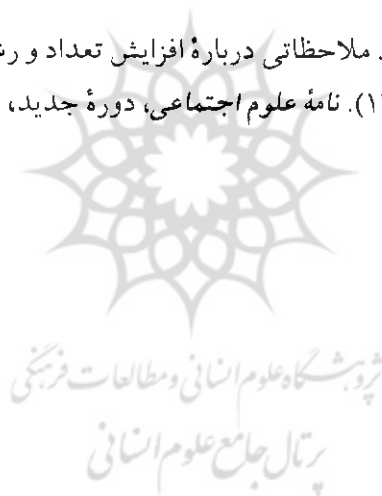 . ملاحظاتی دربارهٔ افزایش تعداد و
۱). نامهٔ علوم اجتماعی، دورهٔ جدید،
پژوهشگاه علوم انسانی و مطالعات فرهنگی
پرتال جامع علوم انسانی